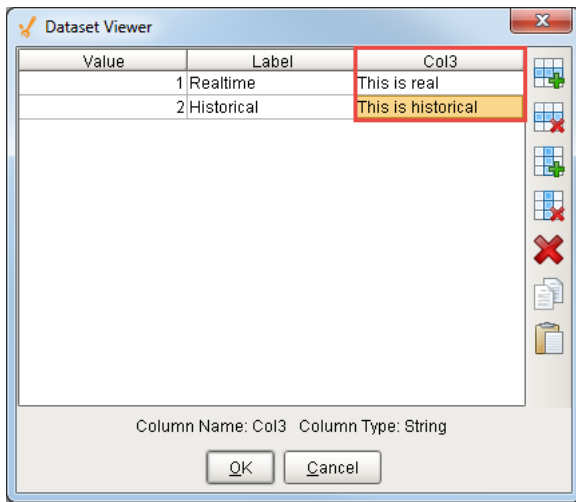 Dataset Viewer
Value Label Col3
1 Realtime This is real
2 Historical This is historical
Column Name: Col3 Column Type: String
OK Cancel